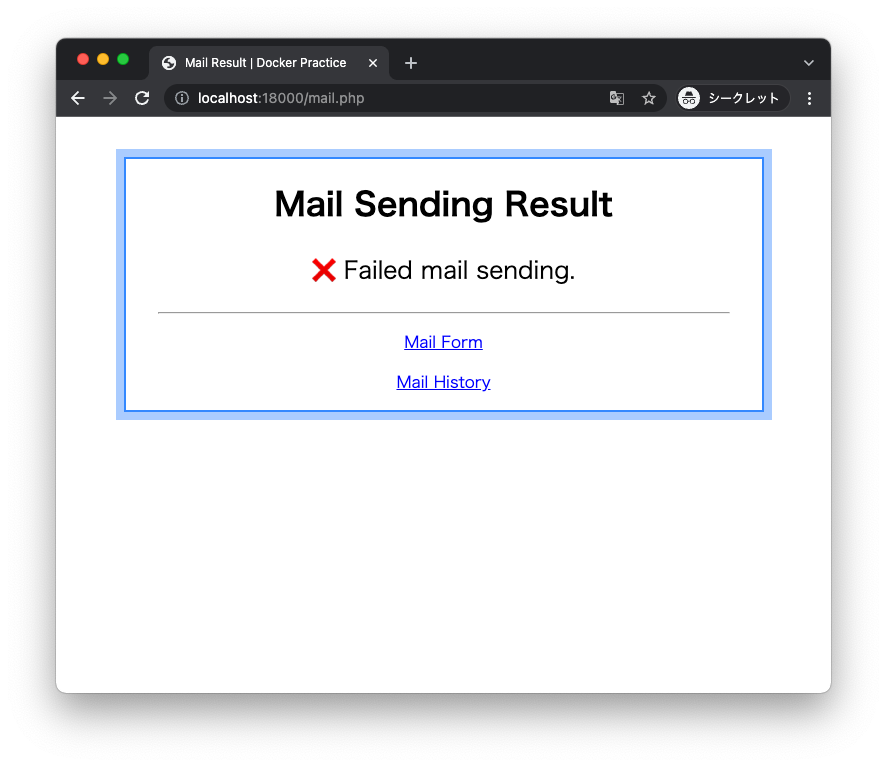 Mail Result | Docker Practice
localhost:18000/mail.php
シークレット
Mail Sending Result
❌ Failed mail sending.
Mail Form
Mail History